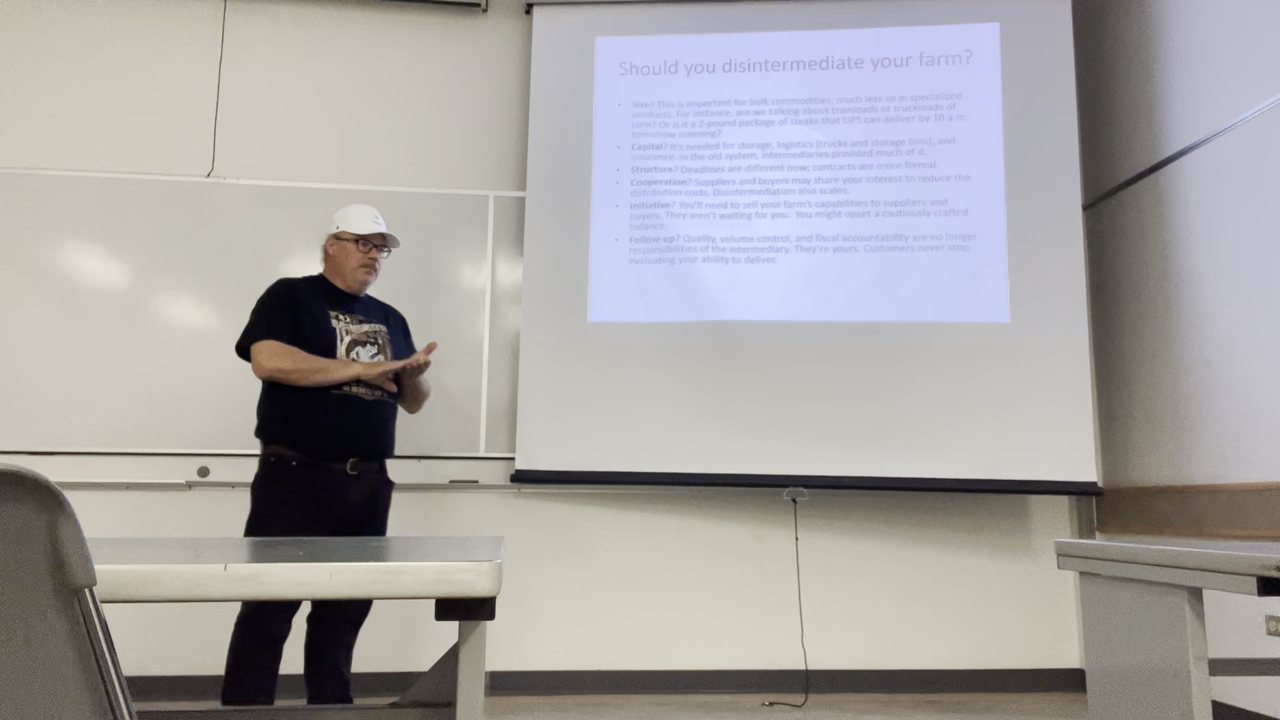 Should you disintermediate your farm?
• Size? This is important for bulk commodities, much less so in specialized
products. For instance, are we talking about trainloads or truckloads of
corn? Or is it a 2-pound package of steaks that UPS can deliver by 10 a.m.
tomorrow morning?
• Capital? It's needed for storage, logistics (trucks and storage bins), and
insurance. In the old system, intermediaries provided much of it.
• Structure? Deadlines are different now; contracts are more formal.
• Cooperation? Suppliers and buyers may share your interest to reduce the
distribution costs. Disintermediation also scales.
• Initiative? You'll need to sell your farm's capabilities to suppliers and
buyers. They aren't waiting for you. You might upset a cautiously crafted
balance.
• Follow-up? Quality, volume control, and fiscal accountability are no longer
responsibilities of the intermediary. They're yours. Customers never stop
evaluating your ability to deliver.